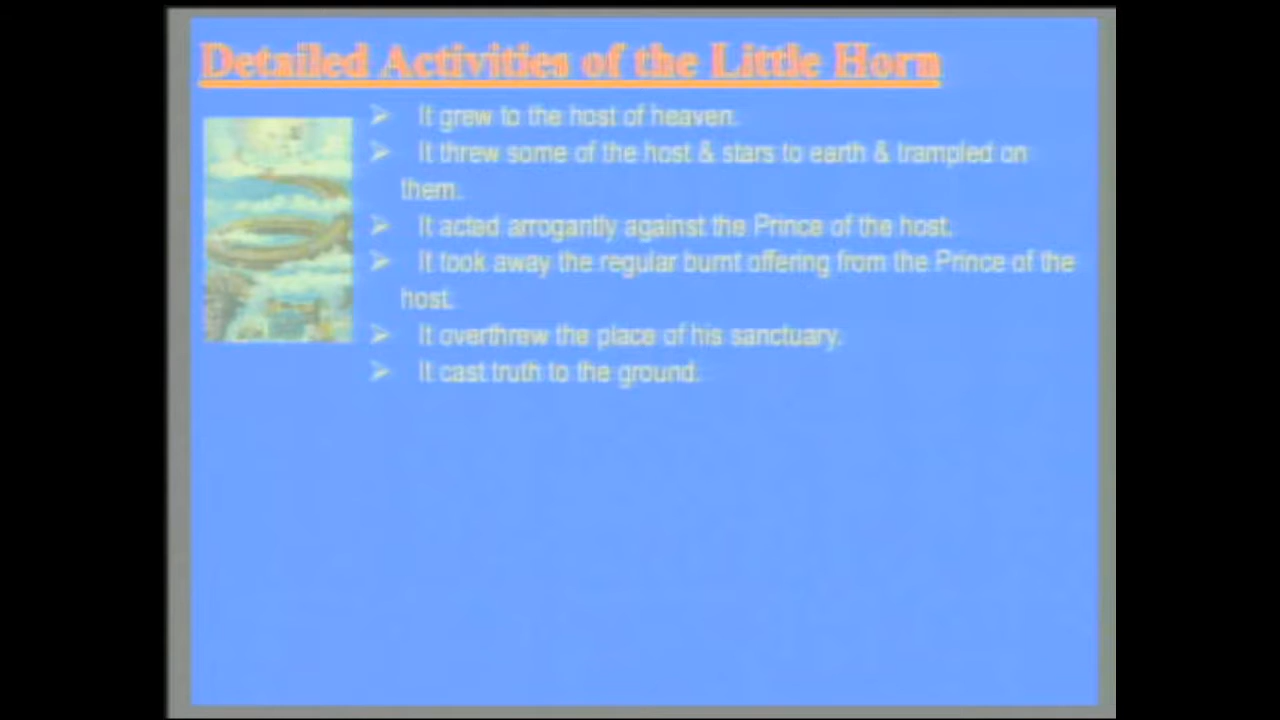 Detailed Activities of the Little Horn
➢ It grew to the host of heaven.
➢ It threw some of the host & stars to earth & trampled on
them.
➢ It acted arrogantly against the Prince of the host.
➢ It took away the regular burnt offering from the Prince of the
host.
➢ It overthrew the place of his sanctuary.
➢ It cast truth to the ground.